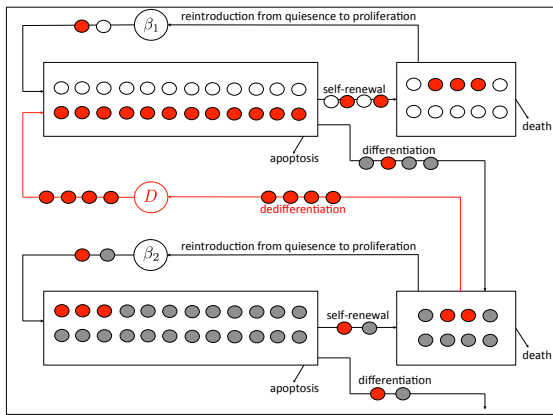 reintroduction from quiesence to proliferation
β1
self-renewal
death
differentiation
apoptosis
D
dedifferentiation
reintroduction from quiesence to proliferation
β2
self-renewal
death
differentiation
apoptosis